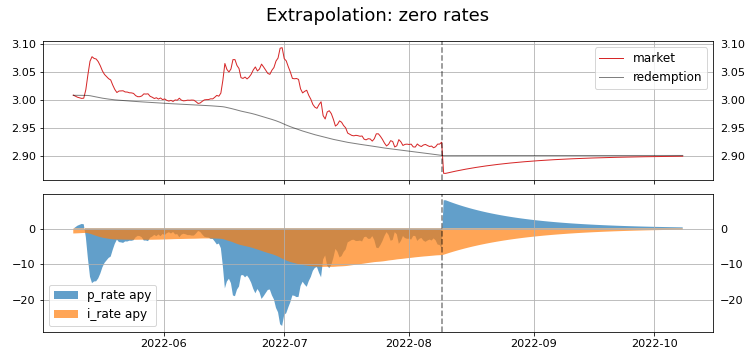 Extrapolation: zero rates
3.10 3.10
3.05 3.05
3.00 3.00
2.95 2.95
2.90 2.90
market
redemption
0 0
−10 −10
−20 −20
p_rate apy
i_rate apy
2022-06 2022-07 2022-08 2022-09 2022-10